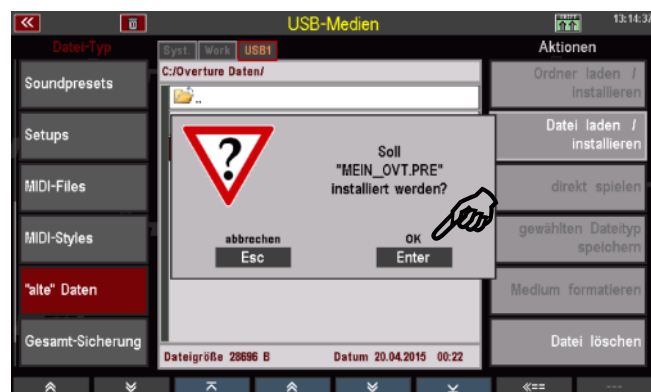 USB-Medien
13:14:37
Datei-Typ
Syst. Work USB1
Aktionen
C:/Overture Daten/
..
Soundpresets
Setups
MIDI-Files
MIDI-Styles
"alte" Daten
Gesamt-Sicherung
?
Soll
"MEIN_OVT.PRE"
installiert werden?
abbrechen
Esc
OK
Enter
Dateigröße 28696 B Datum 20.04.2015 00:22
Ordner laden /
installieren
Datei laden /
installieren
direkt spielen
gewählten Dateityp
speichern
Medium formatieren
Datei löschen
«==
---